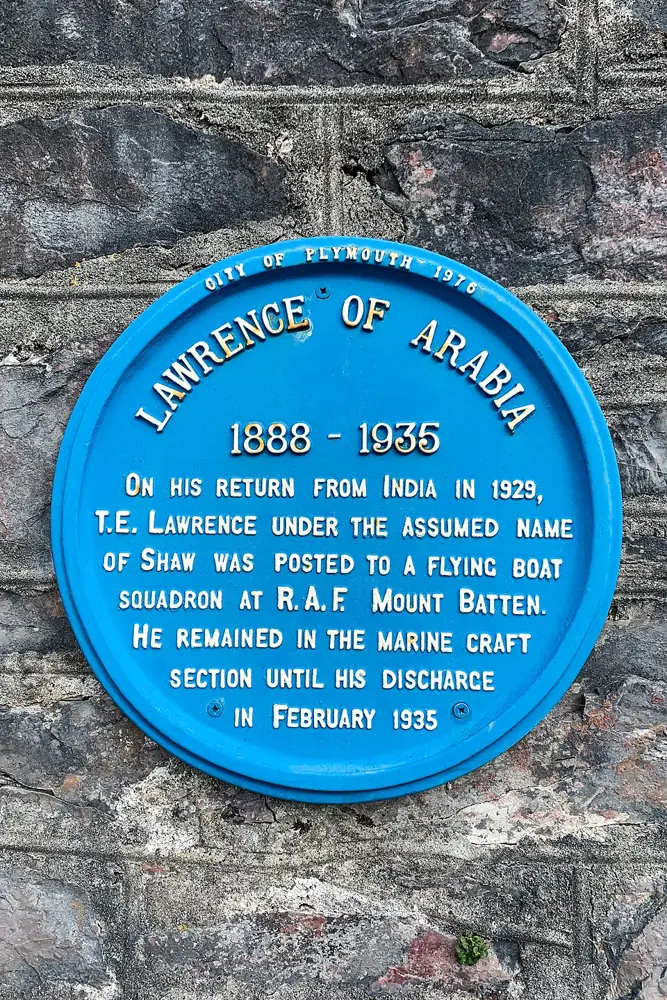 CITY OF PLYMOUTH 1976
LAWRENCE OF ARABIA
1888 - 1935
ON HIS RETURN FROM INDIA IN 1929,
T.E. LAWRENCE UNDER THE ASSUMED NAME
OF SHAW WAS POSTED TO A FLYING BOAT
SQUADRON AT R.A.F. MOUNT BATTEN.
HE REMAINED IN THE MARINE CRAFT
SECTION UNTIL HIS DISCHARGE
IN FEBRUARY 1935